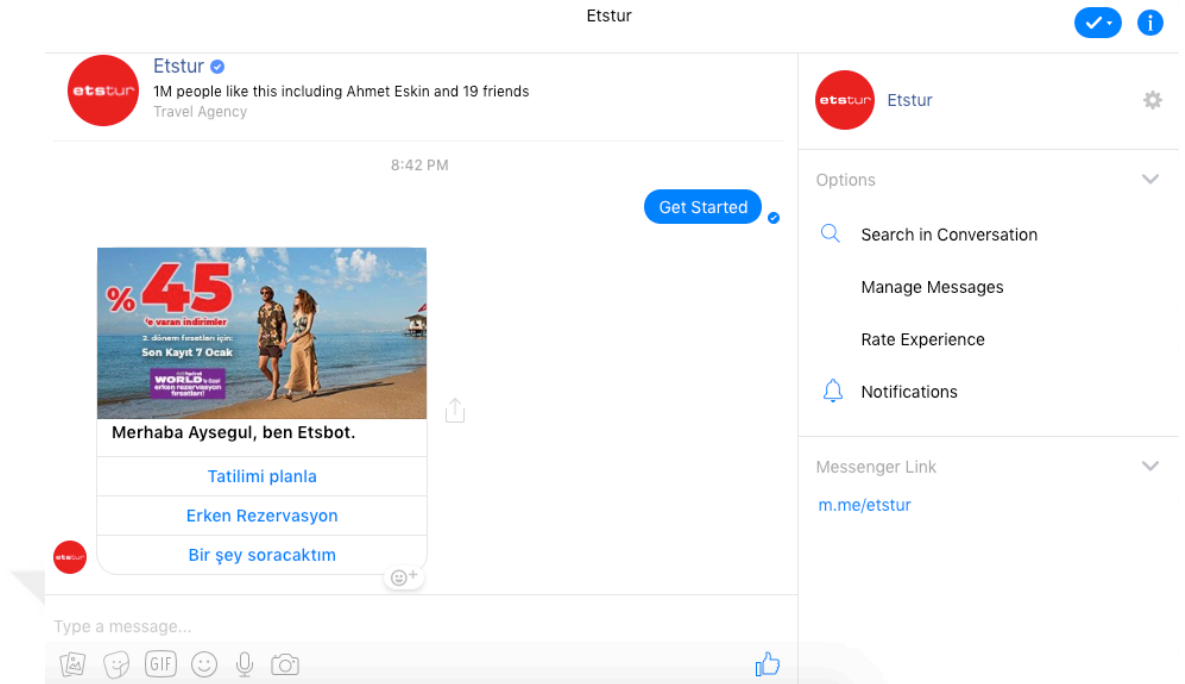 Etstur
etstur
Etstur
1M people like this including Ahmet Eskin and 19 friends
Travel Agency
8:42 PM
Get Started
%45
'e varan indirimler
2. dönem fırsatları için:
Son Kayıt 7 Ocak
WORLD'e özel
erken rezervasyon
fırsatları!
Merhaba Aysegul, ben Etsbot.
Tatilimi planla
Erken Rezervasyon
Bir şey soracaktım
etstur
Type a message...
GIF
etstur
Etstur
Options
Search in Conversation
Manage Messages
Rate Experience
Notifications
Messenger Link
m.me/etstur